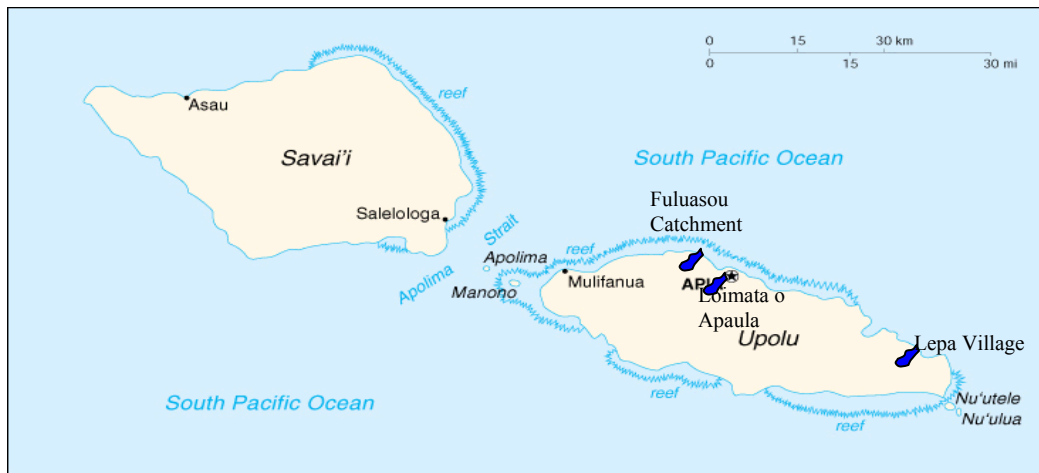 0 15 30 km
0 15 30 mi
reef
Asau
Savai'i
South Pacific Ocean
Fuluasou
Catchment
Salelologa
Strait
Apolima
reef
Apolima
Mulifanua
Manono
API
Loimata o
Apaula
Upolu
Lepa Village
South Pacific Ocean
reef
Nu'utele
Nu'ulua
reef